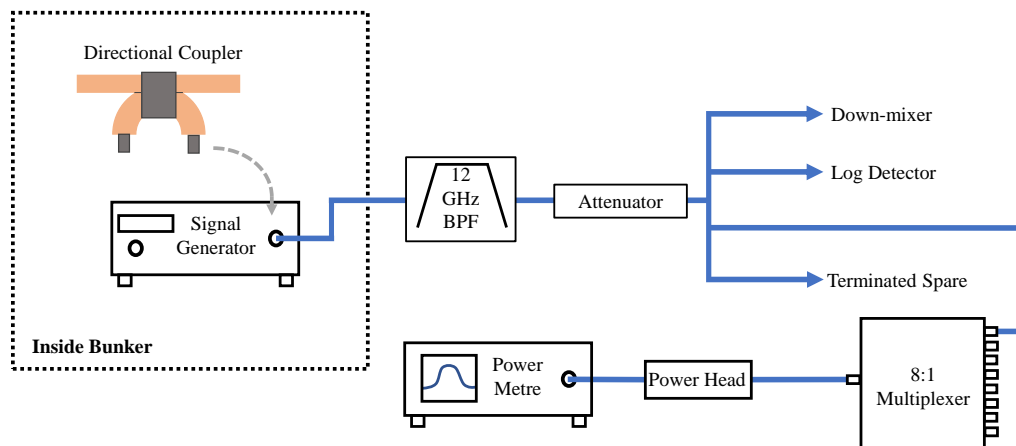 Directional Coupler
Signal
Generator
Inside Bunker
12
GHz
BPF
Attenuator
Down-mixer
Log Detector
Terminated Spare
Power
Metre
Power Head
8:1
Multiplexer